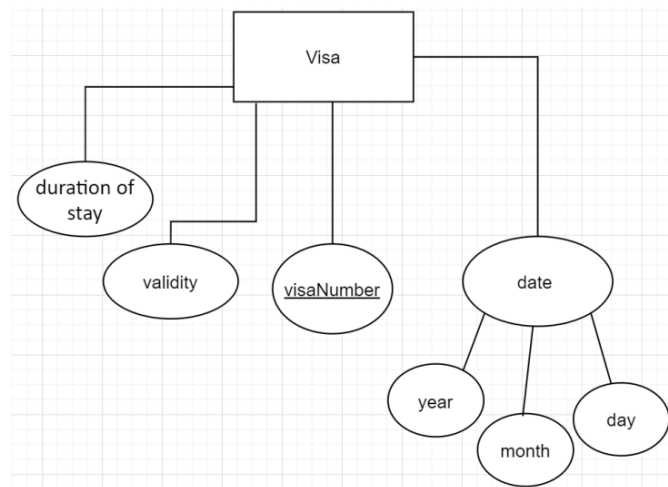 Visa
duration of
stay
validity
visaNumber
date
year
month
day